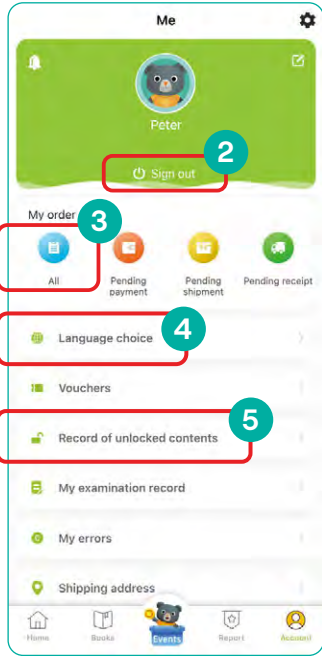 Me
Peter
2
Sign out
My order
3
All
Pending payment
Pending shipment
Pending receipt
4
Language choice
Vouchers
5
Record of unlocked contents
My examination record
My errors
Shipping address
Home
Books
Events
Report
Account